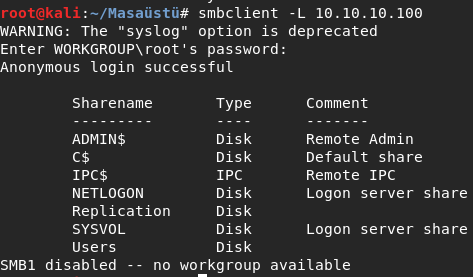 root@kali:~/Masaüstü# smbclient -L 10.10.10.100
WARNING: The "syslog" option is deprecated
Enter WORKGROUP\root's password:
Anonymous login successful
Sharename Type Comment
--------- ---- -------
ADMIN$ Disk Remote Admin
C$ Disk Default share
IPC$ IPC Remote IPC
NETLOGON Disk Logon server share
Replication Disk
SYSVOL Disk Logon server share
Users Disk
SMB1 disabled -- no workgroup available